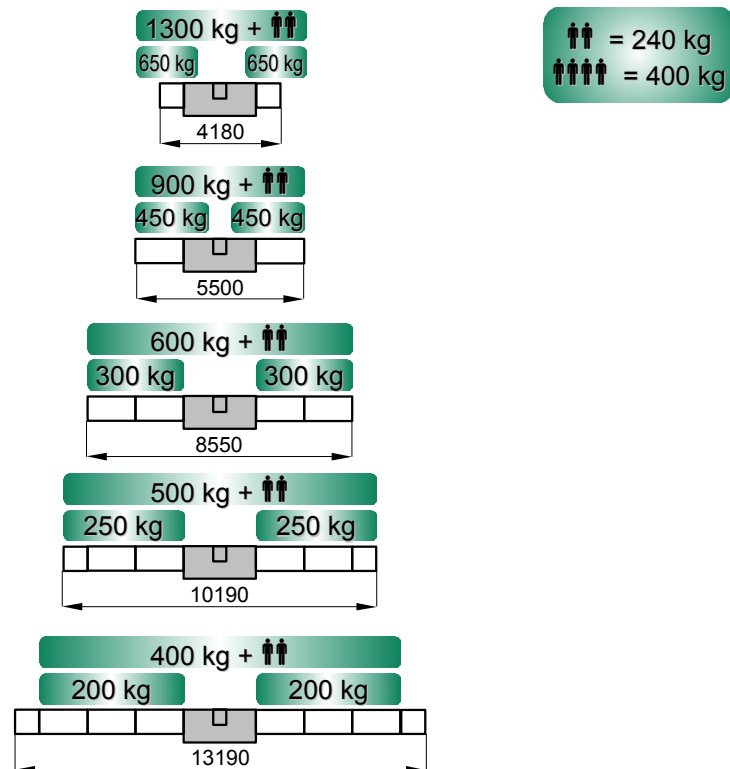 1300 kg +
650 kg 650 kg
4180
= 240 kg
= 400 kg
900 kg +
450 kg 450 kg
5500
600 kg +
300 kg 300 kg
8550
500 kg +
250 kg 250 kg
10190
400 kg +
200 kg 200 kg
13190